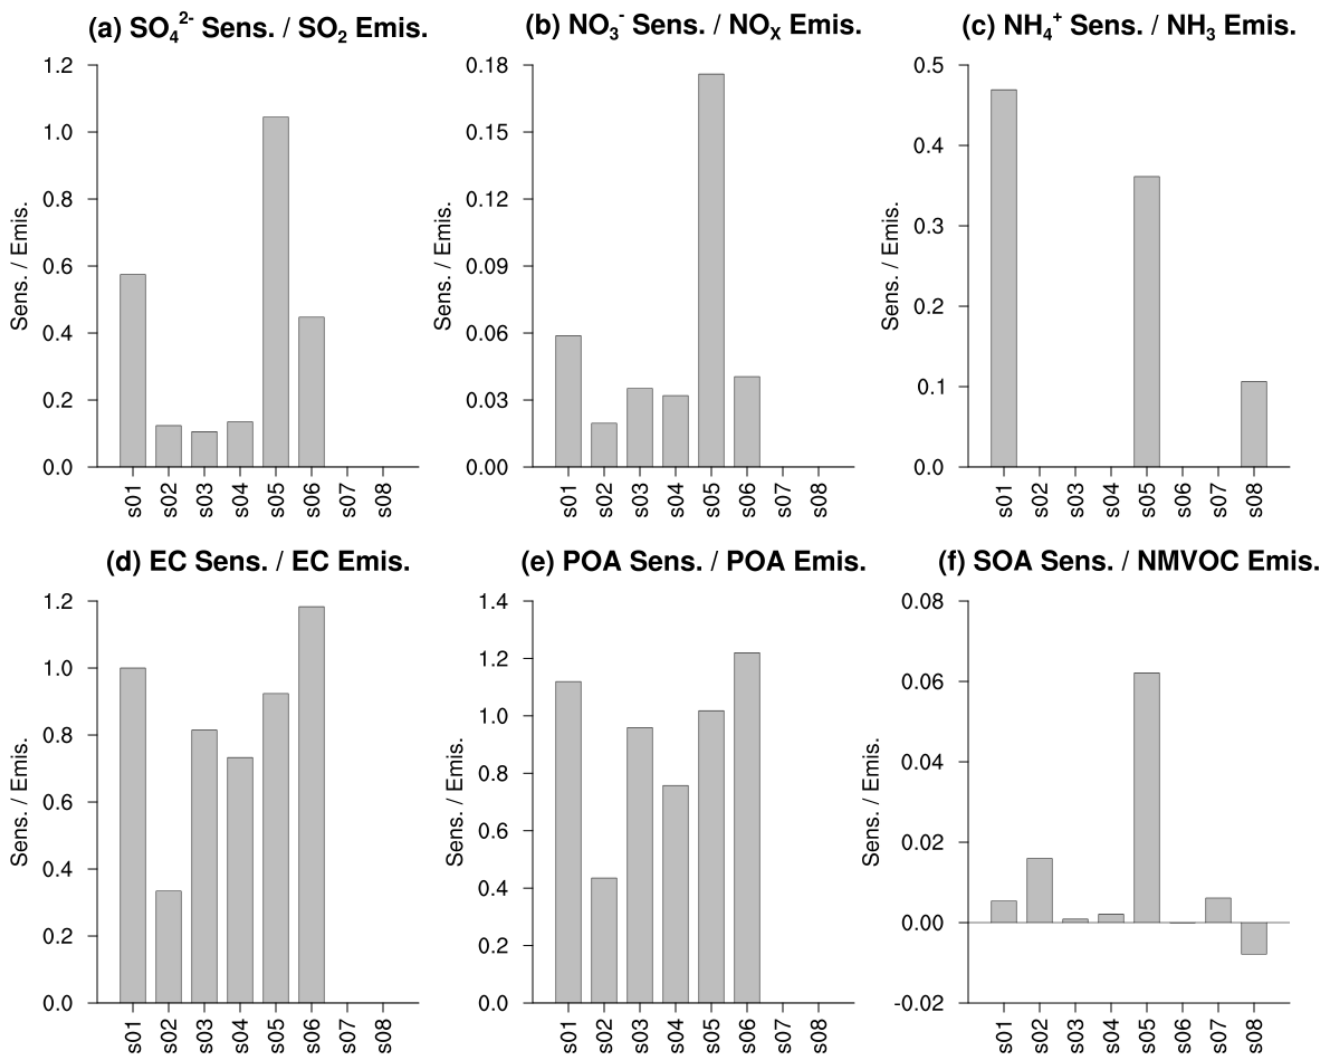 (a) SO₄²⁻ Sens. / SO₂ Emis.
Sens. / Emis.
1.2
1.0
0.8
0.6
0.4
0.2
0.0
s01 s02 s03 s04 s05 s06 s07 s08
(b) NO₃⁻ Sens. / NOₓ Emis.
Sens. / Emis.
0.18
0.15
0.12
0.09
0.06
0.03
0.00
s01 s02 s03 s04 s05 s06 s07 s08
(c) NH₄⁺ Sens. / NH₃ Emis.
Sens. / Emis.
0.5
0.4
0.3
0.2
0.1
0.0
s01 s02 s03 s04 s05 s06 s07 s08
(d) EC Sens. / EC Emis.
Sens. / Emis.
1.2
1.0
0.8
0.6
0.4
0.2
0.0
s01 s02 s03 s04 s05 s06 s07 s08
(e) POA Sens. / POA Emis.
Sens. / Emis.
1.4
1.2
1.0
0.8
0.6
0.4
0.2
0.0
s01 s02 s03 s04 s05 s06 s07 s08
(f) SOA Sens. / NMVOC Emis.
Sens. / Emis.
0.08
0.06
0.04
0.02
0.00
-0.02
s01 s02 s03 s04 s05 s06 s07 s08